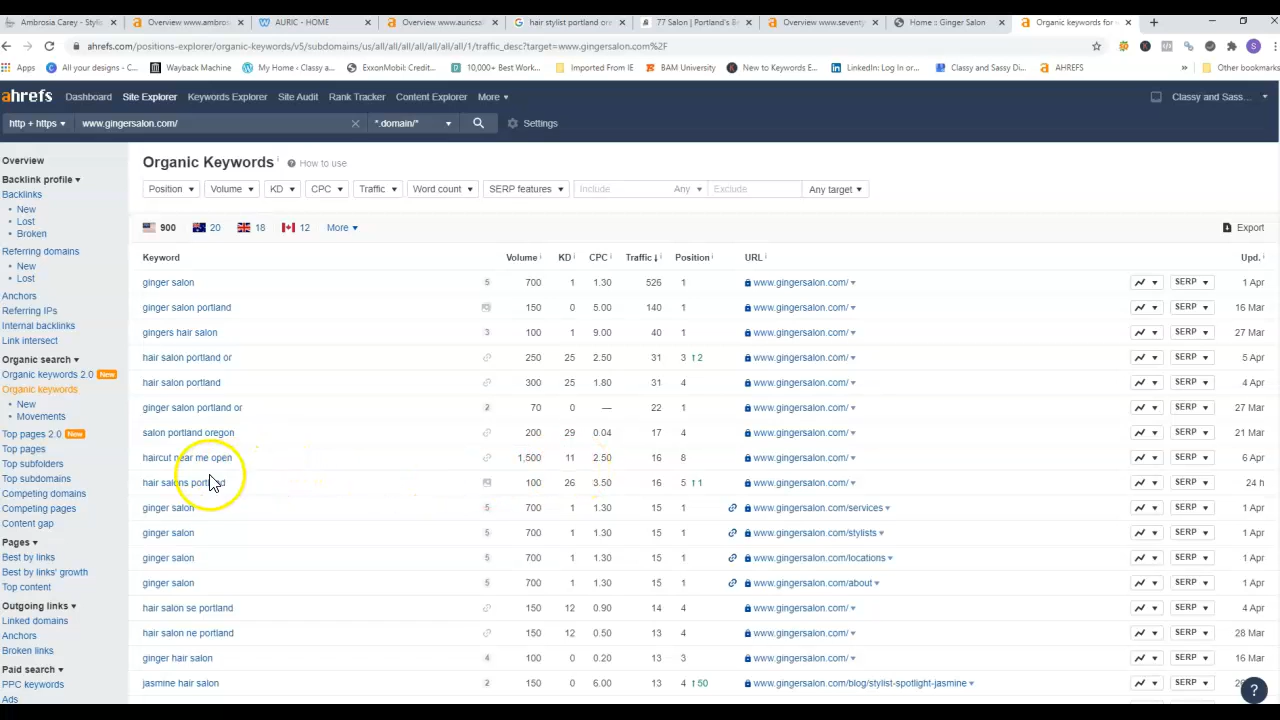 Ambrosia Carey - Styli
Overview www.ambros
AURIC - HOME
Overview www.auricsal
hair stylist portland ore
77 Salon | Portland's Be
Overview www.sevent
Home :: Ginger Salon
Organic keywords for w
ahrefs.com/positions-explorer/organic-keywords/v5/subdomains/us/all/all/all/all/all/all/all/1/traffic_desc?target=www.gingersalon.com%2F
Apps
All your designs - C...
Wayback Machine
My Home ‹ Classy a...
ExxonMobil: Credit...
10,000+ Best Work...
Imported From IE
BAM University
New to Keywords E...
LinkedIn: Log In or...
Classy and Sassy Di...
AHREFS
»
Other bookmarks
ahrefs Dashboard Site Explorer Keywords Explorer Site Audit Rank Tracker Content Explorer More Classy and Sass...
http + https www.gingersalon.com/ *.domain/* Settings
Overview
Backlink profile
Backlinks
New
Lost
Broken
Referring domains
New
Lost
Anchors
Referring IPs
Internal backlinks
Link intersect
Organic search
Organic keywords 2.0 New
Organic keywords
New
Movements
Top pages 2.0 New
Top pages
Top subfolders
Top subdomains
Competing domains
Competing pages
Content gap
Pages
Best by links
Best by links' growth
Top content
Outgoing links
Linked domains
Anchors
Broken links
Paid search
PPC keywords
Ads
Organic Keywords How to use
Position Volume KD CPC Traffic Word count SERP features Include Any Exclude Any target
900 20 18 12 More Export
Keyword Volume KD CPC Traffic Position URL Upd.
ginger salon 5 700 1 1.30 526 1 www.gingersalon.com/ SERP 1 Apr
ginger salon portland 150 0 5.00 140 1 www.gingersalon.com/ SERP 16 Mar
gingers hair salon 3 100 1 9.00 40 1 www.gingersalon.com/ SERP 27 Mar
hair salon portland or 250 25 2.50 31 3 ↑2 www.gingersalon.com/ SERP 5 Apr
hair salon portland 300 25 1.80 31 4 www.gingersalon.com/ SERP 4 Apr
ginger salon portland or 2 70 0 — 22 1 www.gingersalon.com/ SERP 27 Mar
salon portland oregon 200 29 0.04 17 4 www.gingersalon.com/ SERP 21 Mar
haircut near me open 1,500 11 2.50 16 8 www.gingersalon.com/ SERP 6 Apr
hair salons portland 100 26 3.50 16 5 ↑1 www.gingersalon.com/ SERP 24 h
ginger salon 5 700 1 1.30 15 1 www.gingersalon.com/services SERP 1 Apr
ginger salon 5 700 1 1.30 15 1 www.gingersalon.com/stylists SERP 1 Apr
ginger salon 5 700 1 1.30 15 1 www.gingersalon.com/locations SERP 1 Apr
ginger salon 5 700 1 1.30 15 1 www.gingersalon.com/about SERP 1 Apr
hair salon se portland 150 12 0.90 14 4 www.gingersalon.com/ SERP 4 Apr
hair salon ne portland 150 12 0.50 13 4 www.gingersalon.com/ SERP 28 Mar
ginger hair salon 4 100 0 0.20 13 3 www.gingersalon.com/ SERP 16 Mar
jasmine hair salon 2 150 0 6.00 13 4 ↑50 www.gingersalon.com/blog/stylist-spotlight-jasmine SERP